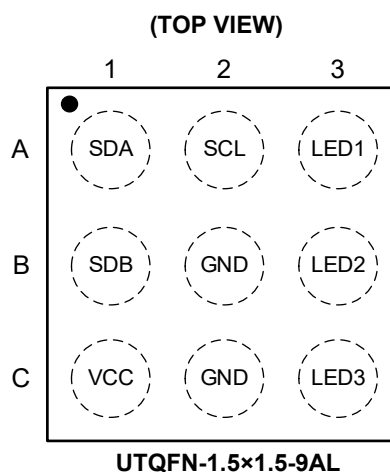 (TOP VIEW)
1 2 3
A SDA SCL LED1
B SDB GND LED2
C VCC GND LED3
UTQFN-1.5×1.5-9AL